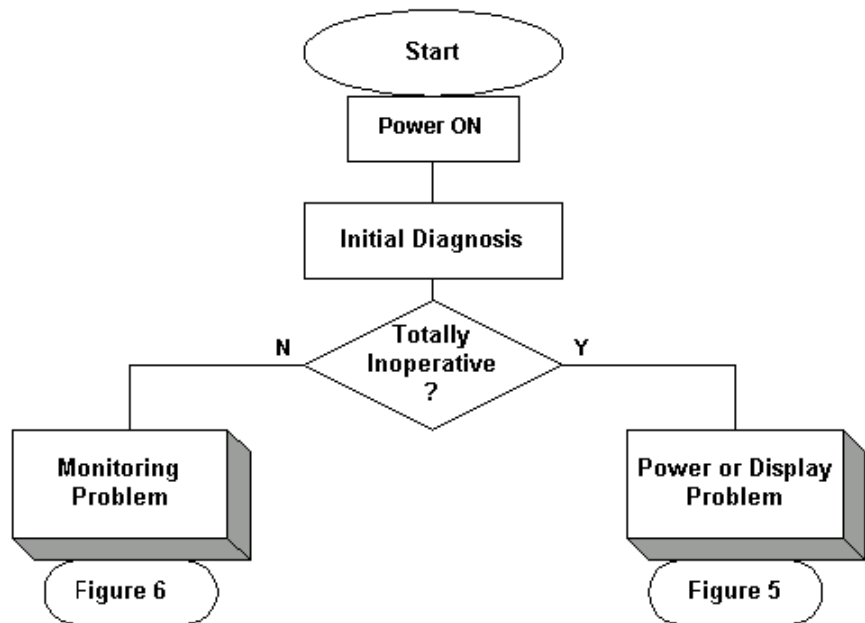 Start
Power ON
Initial Diagnosis
Totally
Inoperative
?
N
Y
Monitoring
Problem
Power or Display
Problem
Figure 6
Figure 5